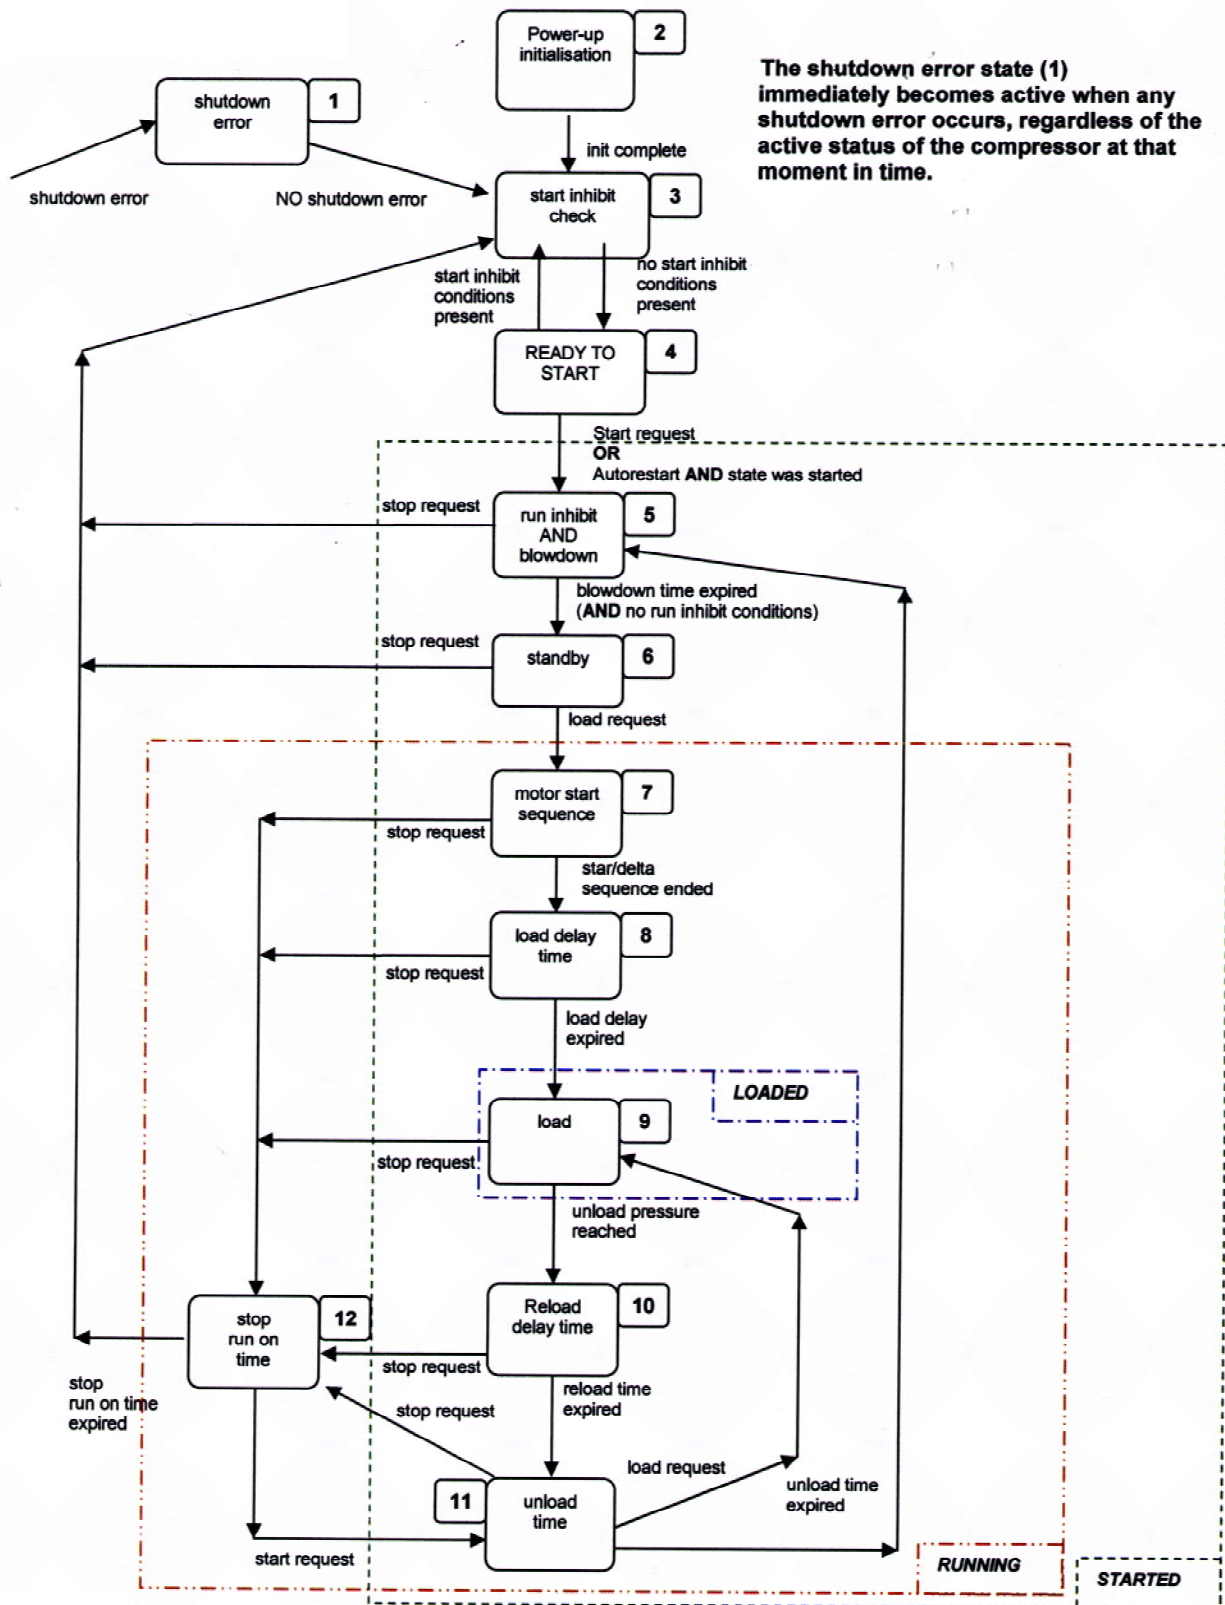 Power-up
initialisation
2
The shutdown error state (1)
immediately becomes active when any
shutdown error occurs, regardless of the
active status of the compressor at that
moment in time.
shutdown
error
1
init complete
shutdown error
NO shutdown error
start inhibit
check
3
start inhibit
conditions
present
no start inhibit
conditions
present
READY TO
START
4
Start request
OR
Autorestart AND state was started
stop request
run inhibit
AND
blowdown
5
blowdown time expired
(AND no run inhibit conditions)
stop request
standby
6
load request
motor start
sequence
7
stop request
star/delta
sequence ended
load delay
time
8
stop request
load delay
expired
LOADED
load
9
stop request
unload pressure
reached
Reload
delay time
10
stop
run on
time
12
stop request
stop
run on time
expired
reload time
expired
stop request
load request
unload time
expired
11
unload
time
start request
RUNNING
STARTED